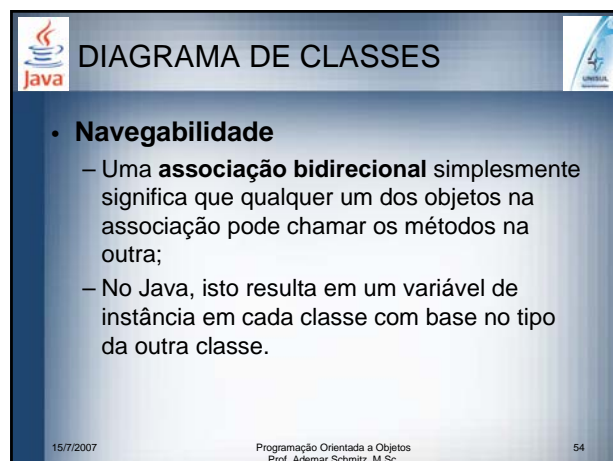 Java
DIAGRAMA DE CLASSES
UNISUL
• Navegabilidade
– Uma associação bidirecional simplesmente
significa que qualquer um dos objetos na
associação pode chamar os métodos na
outra;
– No Java, isto resulta em um variável de
instância em cada classe com base no tipo
da outra classe.
15/7/2007
Programação Orientada a Objetos
Prof. Ademar Schmitz, M.Sc.
54